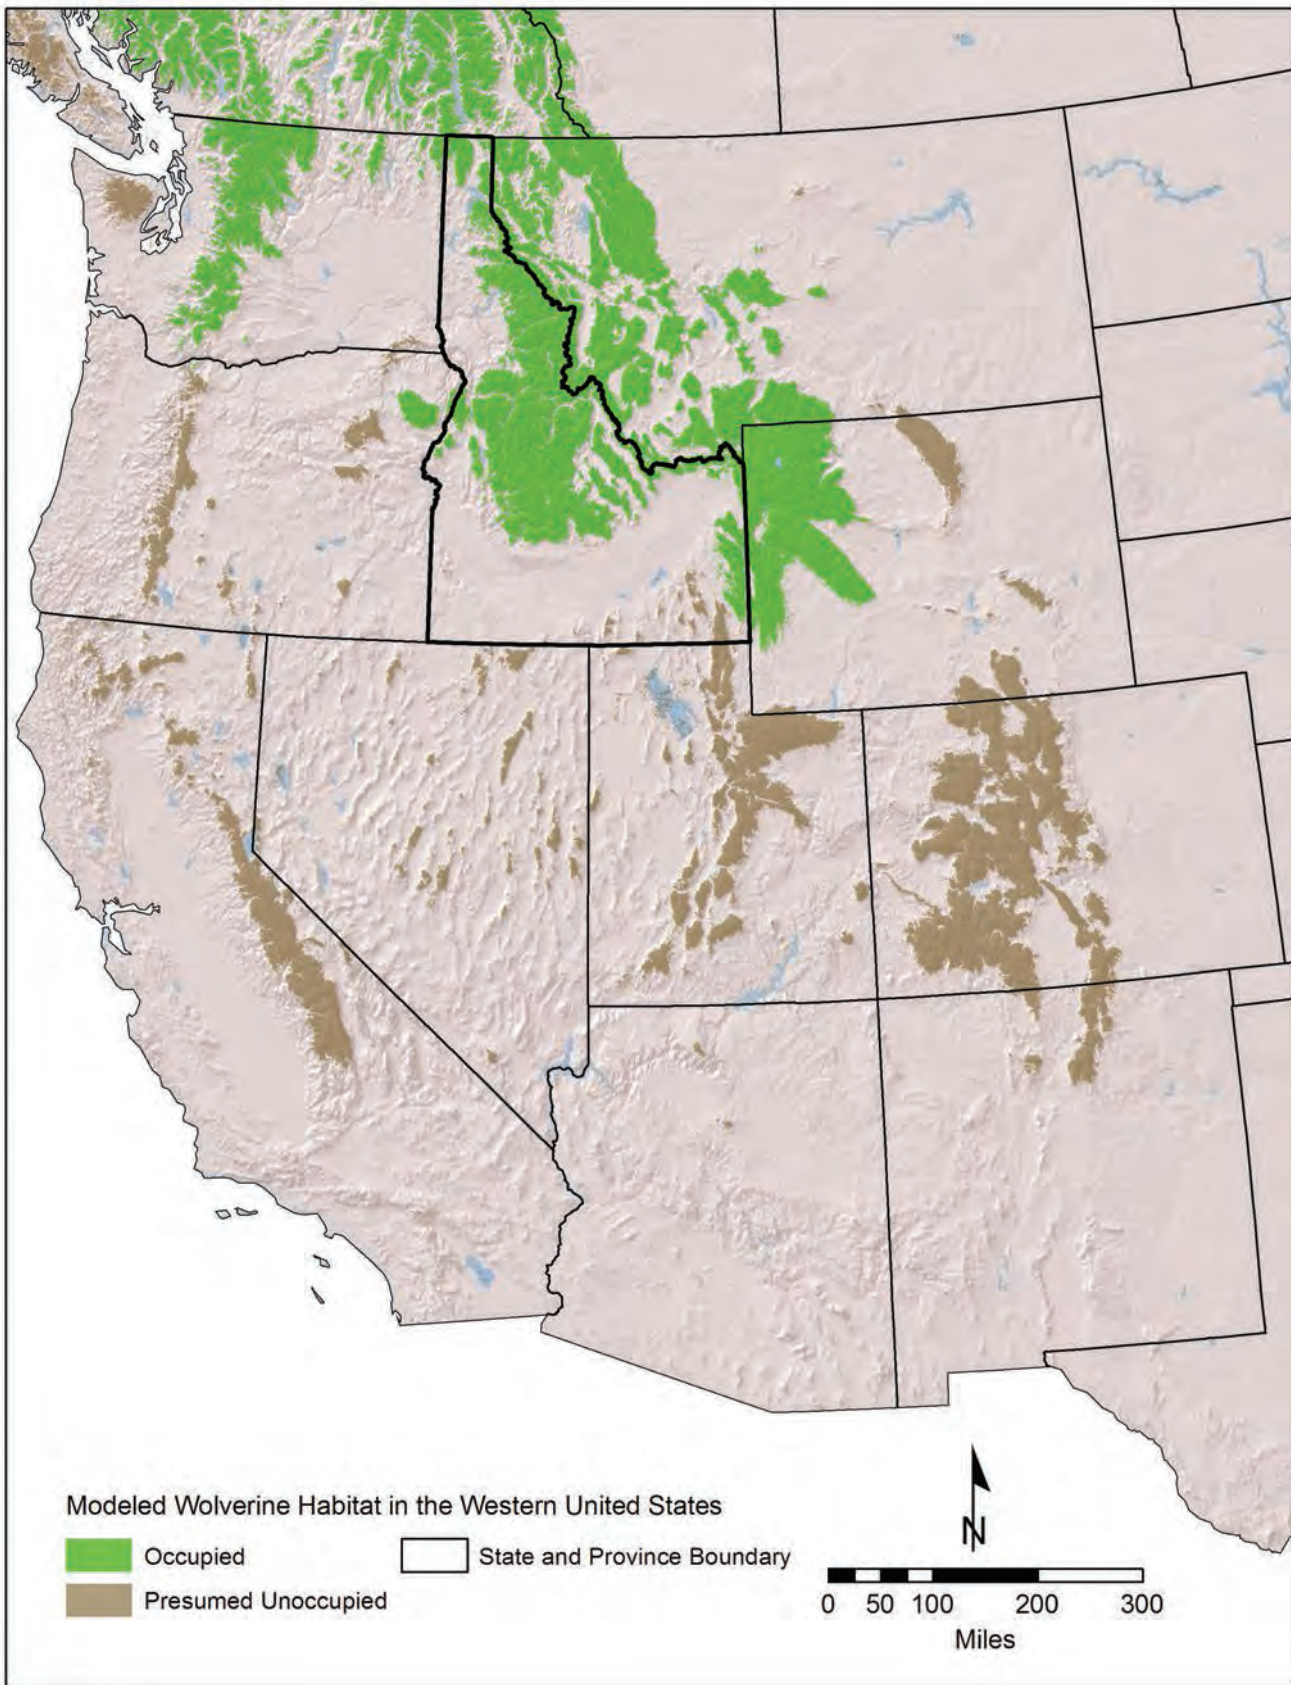 Modeled Wolverine Habitat in the Western United States
Occupied
State and Province Boundary
Presumed Unoccupied
N
0 50 100 200 300
Miles